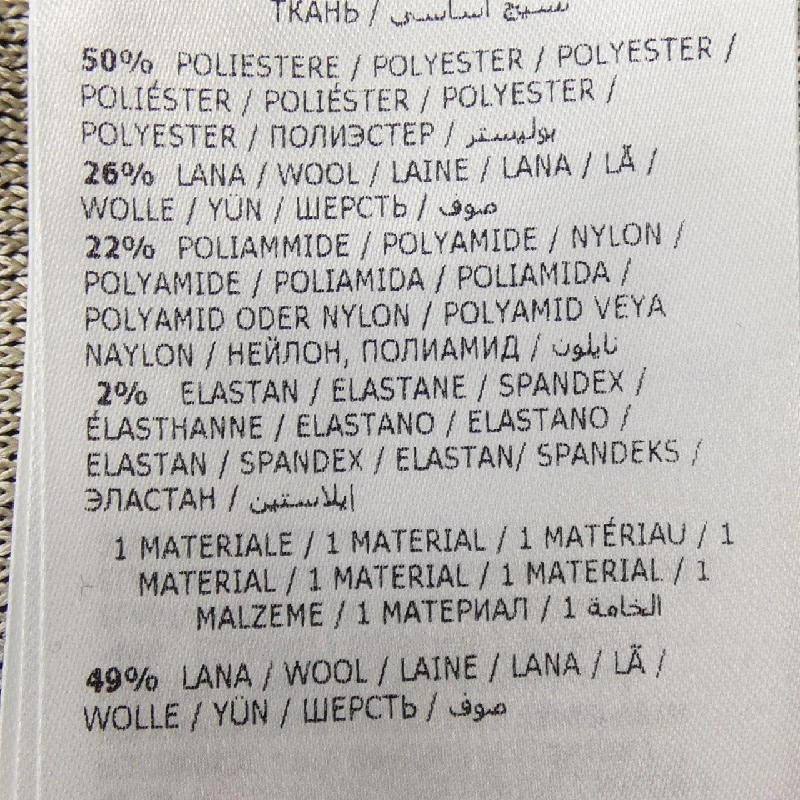 ТКАНЬ / نسيج أساسي
50% POLIESTERE / POLYESTER / POLYESTER /
POLIÉSTER / POLIÉSTER / POLYESTER /
POLYESTER / ПОЛИЭСТЕР / بوليستر
26% LANA / WOOL / LAINE / LANA / LÃ /
WOLLE / YÜN / ШЕРСТЬ / صوف
22% POLIAMMIDE / POLYAMIDE / NYLON /
POLYAMIDE / POLIAMIDA / POLIAMIDA /
POLYAMID ODER NYLON / POLYAMID VEYA
NAYLON / НЕЙЛОН, ПОЛИАМИД / نايلون
2% ELASTAN / ELASTANE / SPANDEX /
ÉLASTHANNE / ELASTANO / ELASTANO /
ELASTAN / SPANDEX / ELASTAN/ SPANDEKS /
ЭЛАСТАН / ايلاستين
1 MATERIALE / 1 MATERIAL / 1 MATÉRIAU / 1
MATERIAL / 1 MATERIAL / 1 MATERIAL / 1
MALZEME / 1 МАТЕРИАЛ / 1 الخامة
49% LANA / WOOL / LAINE / LANA / LÃ /
WOLLE / YÜN / ШЕРСТЬ / صوف